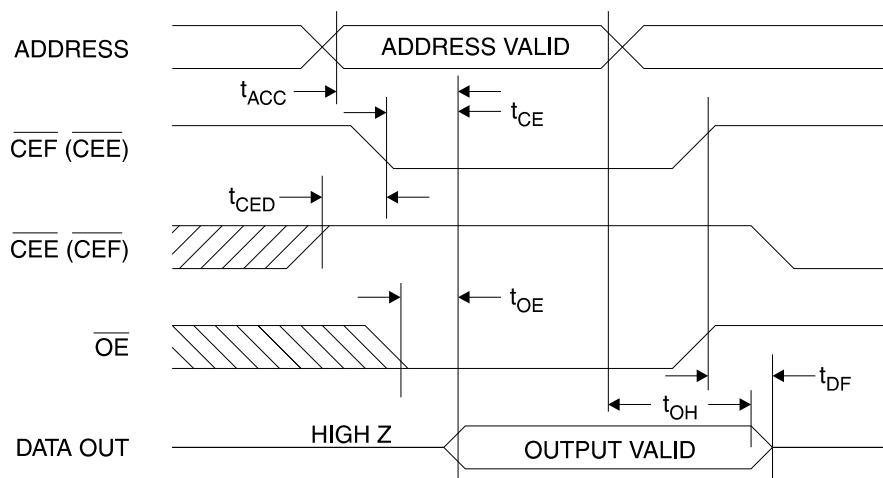 ADDRESS
ADDRESS VALID
tACC
tCE
CEF (CEE)
tCED
CEE (CEF)
tOE
OE
tDF
tOH
HIGH Z
DATA OUT
OUTPUT VALID